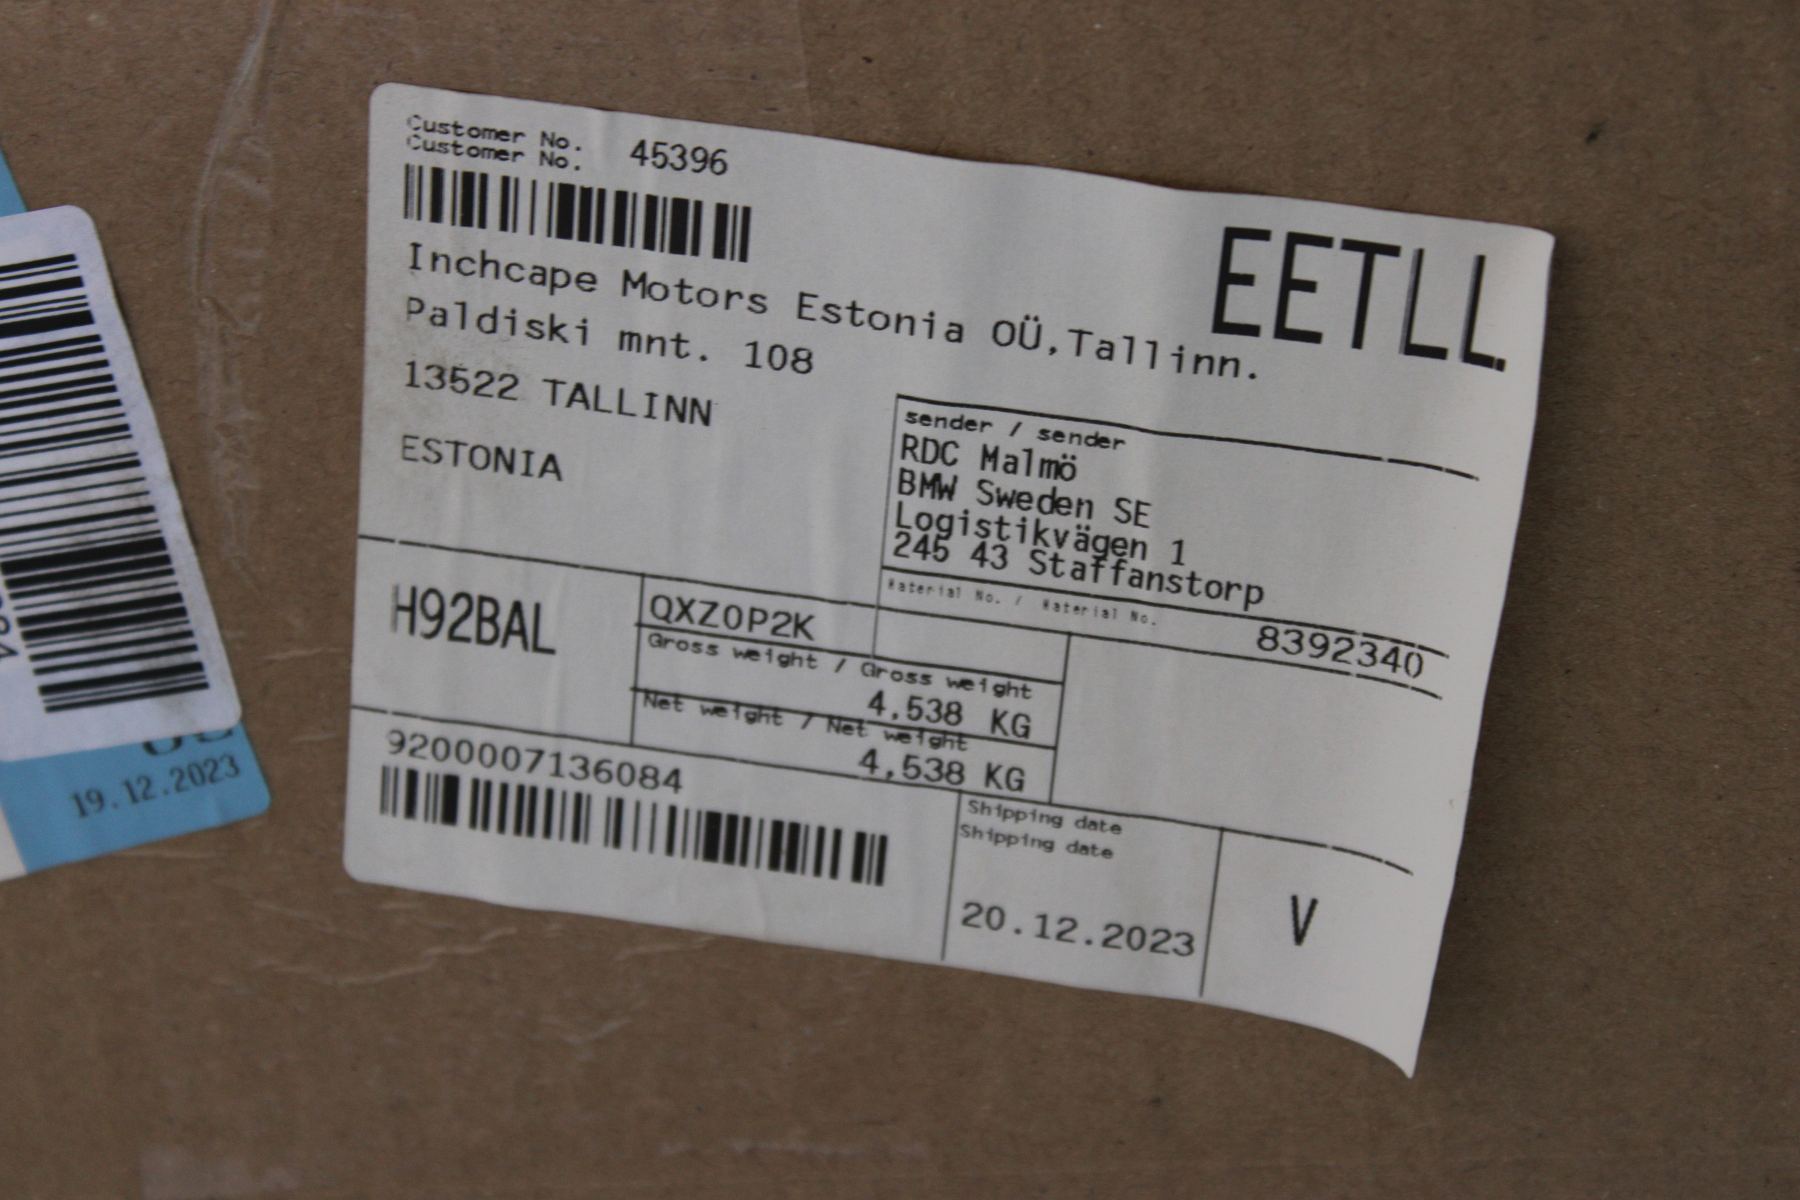 Customer No.
Customer No. 45396
EETLL
Inchcape Motors Estonia OÜ,Tallinn.
Paldiski mnt. 108
13522 TALLINN
ESTONIA
sender / sender
RDC Malmö
BMW Sweden SE
Logistikvägen 1
245 43 Staffanstorp
Material No. / Material No.
8392340
H92BAL
QXZ0P2K
Gross weight / Gross weight
4.538 KG
Net weight / Net weight
4,538 KG
9200007136084
Shipping date
Shipping date
20.12.2023
V
19.12.2023